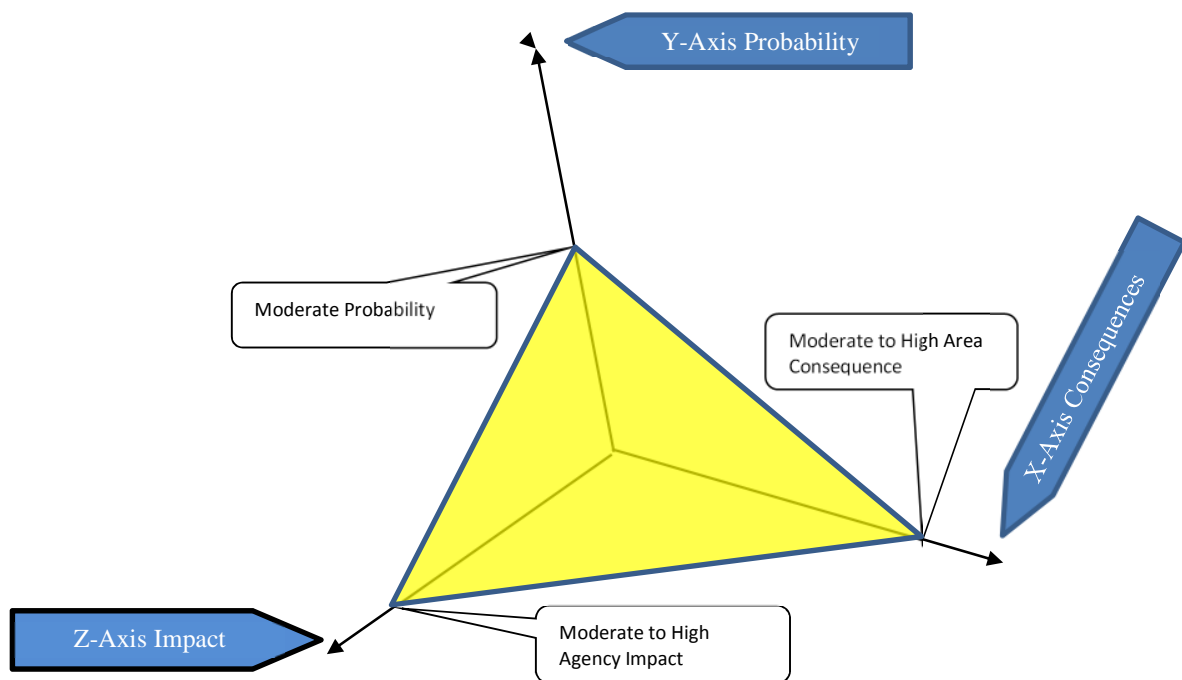 Y-Axis Probability
Moderate Probability
Moderate to High Area
Consequence
X-Axis Consequences
Z-Axis Impact
Moderate to High
Agency Impact